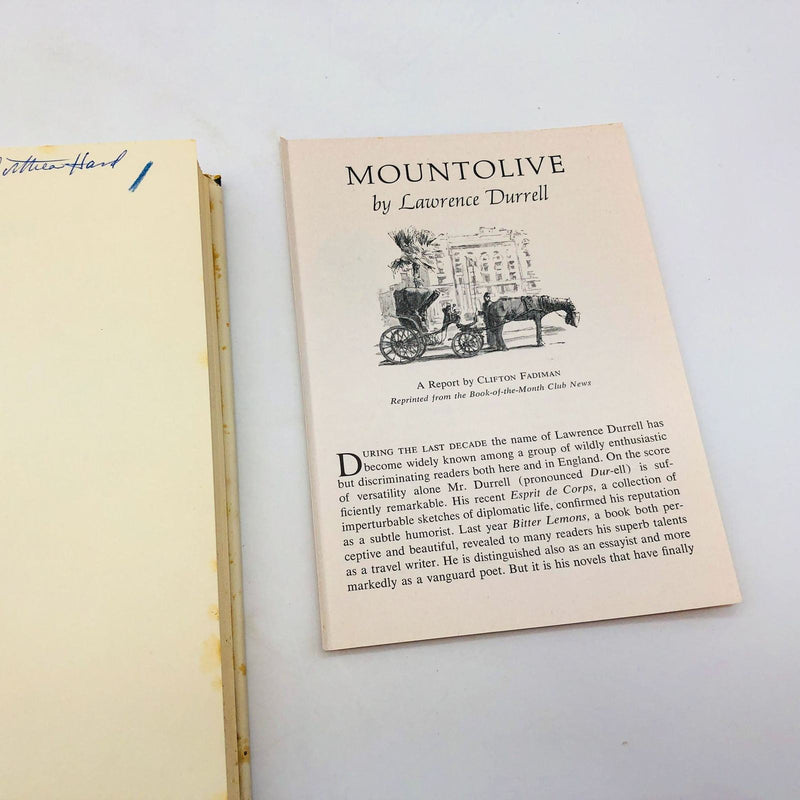 Hard
MOUNTOLIVE
by Lawrence Durrell
A Report by CLIFTON FADIMAN
Reprinted from the Book-of-the-Month Club News
DURING THE LAST DECADE the name of Lawrence Durrell has
become widely known among a group of wildly enthusiastic
but discriminating readers both here and in England. On the score
of versatility alone Mr. Durrell (pronounced Dur-ell) is suf-
ficiently remarkable. His recent Esprit de Corps, a collection of
imperturbable sketches of diplomatic life, confirmed his reputation
as a subtle humorist. Last year Bitter Lemons, a book both per-
ceptive and beautiful, revealed to many readers his superb talents
as a travel writer. He is distinguished also as an essayist and more
markedly as a vanguard poet. But it is his novels that have finally